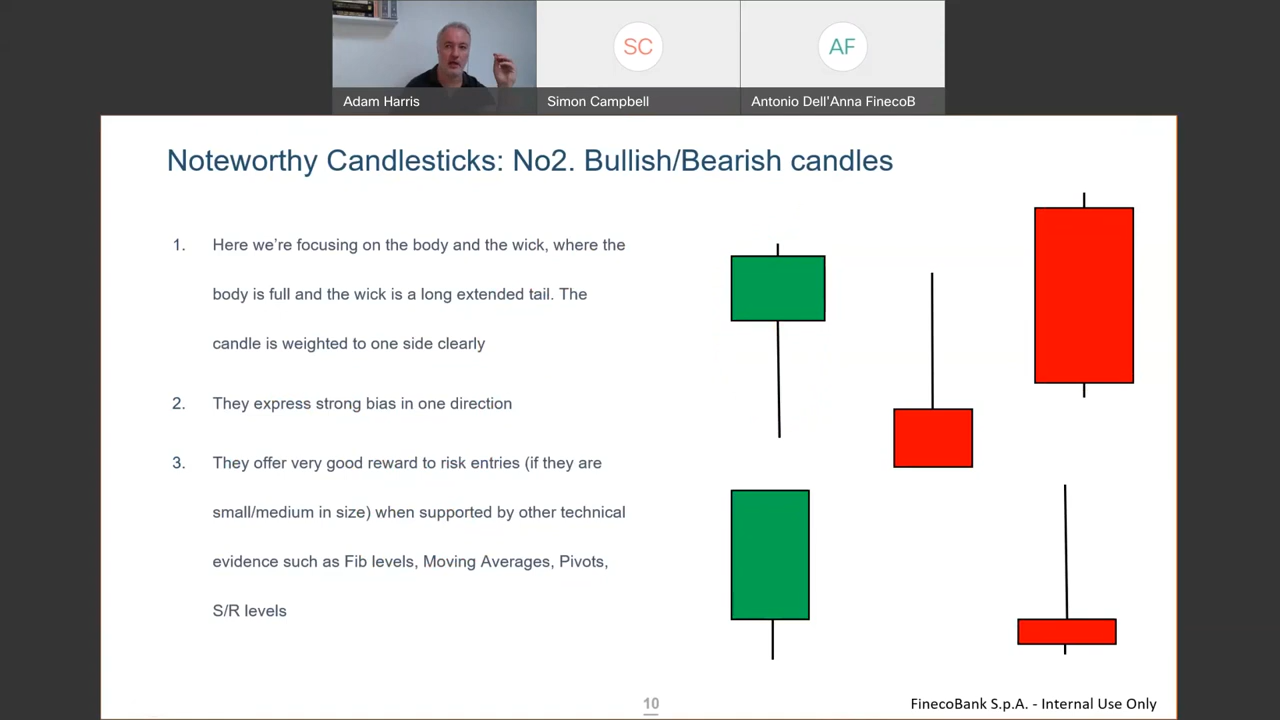 SC
AF
Adam Harris
Simon Campbell
Antonio Dell'Anna FinecoB
Noteworthy Candlesticks: No2. Bullish/Bearish candles
1. Here we're focusing on the body and the wick, where the
body is full and the wick is a long extended tail. The
candle is weighted to one side clearly
2. They express strong bias in one direction
3. They offer very good reward to risk entries (if they are
small/medium in size) when supported by other technical
evidence such as Fib levels, Moving Averages, Pivots,
S/R levels
10
FinecoBank S.p.A. - Internal Use Only